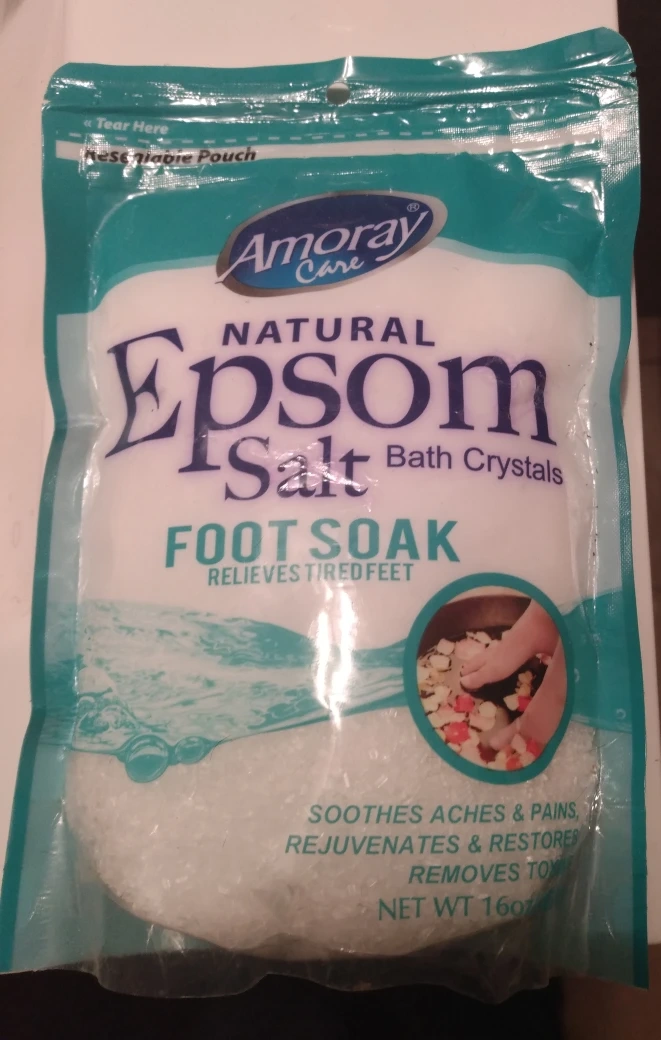 « Tear Here
Resealable Pouch
Amoray®
Care
NATURAL
Epsom
Salt Bath Crystals
FOOT SOAK
RELIEVES TIRED FEET
SOOTHES ACHES & PAINS,
REJUVENATES & RESTORES
REMOVES
NET WT 16oz